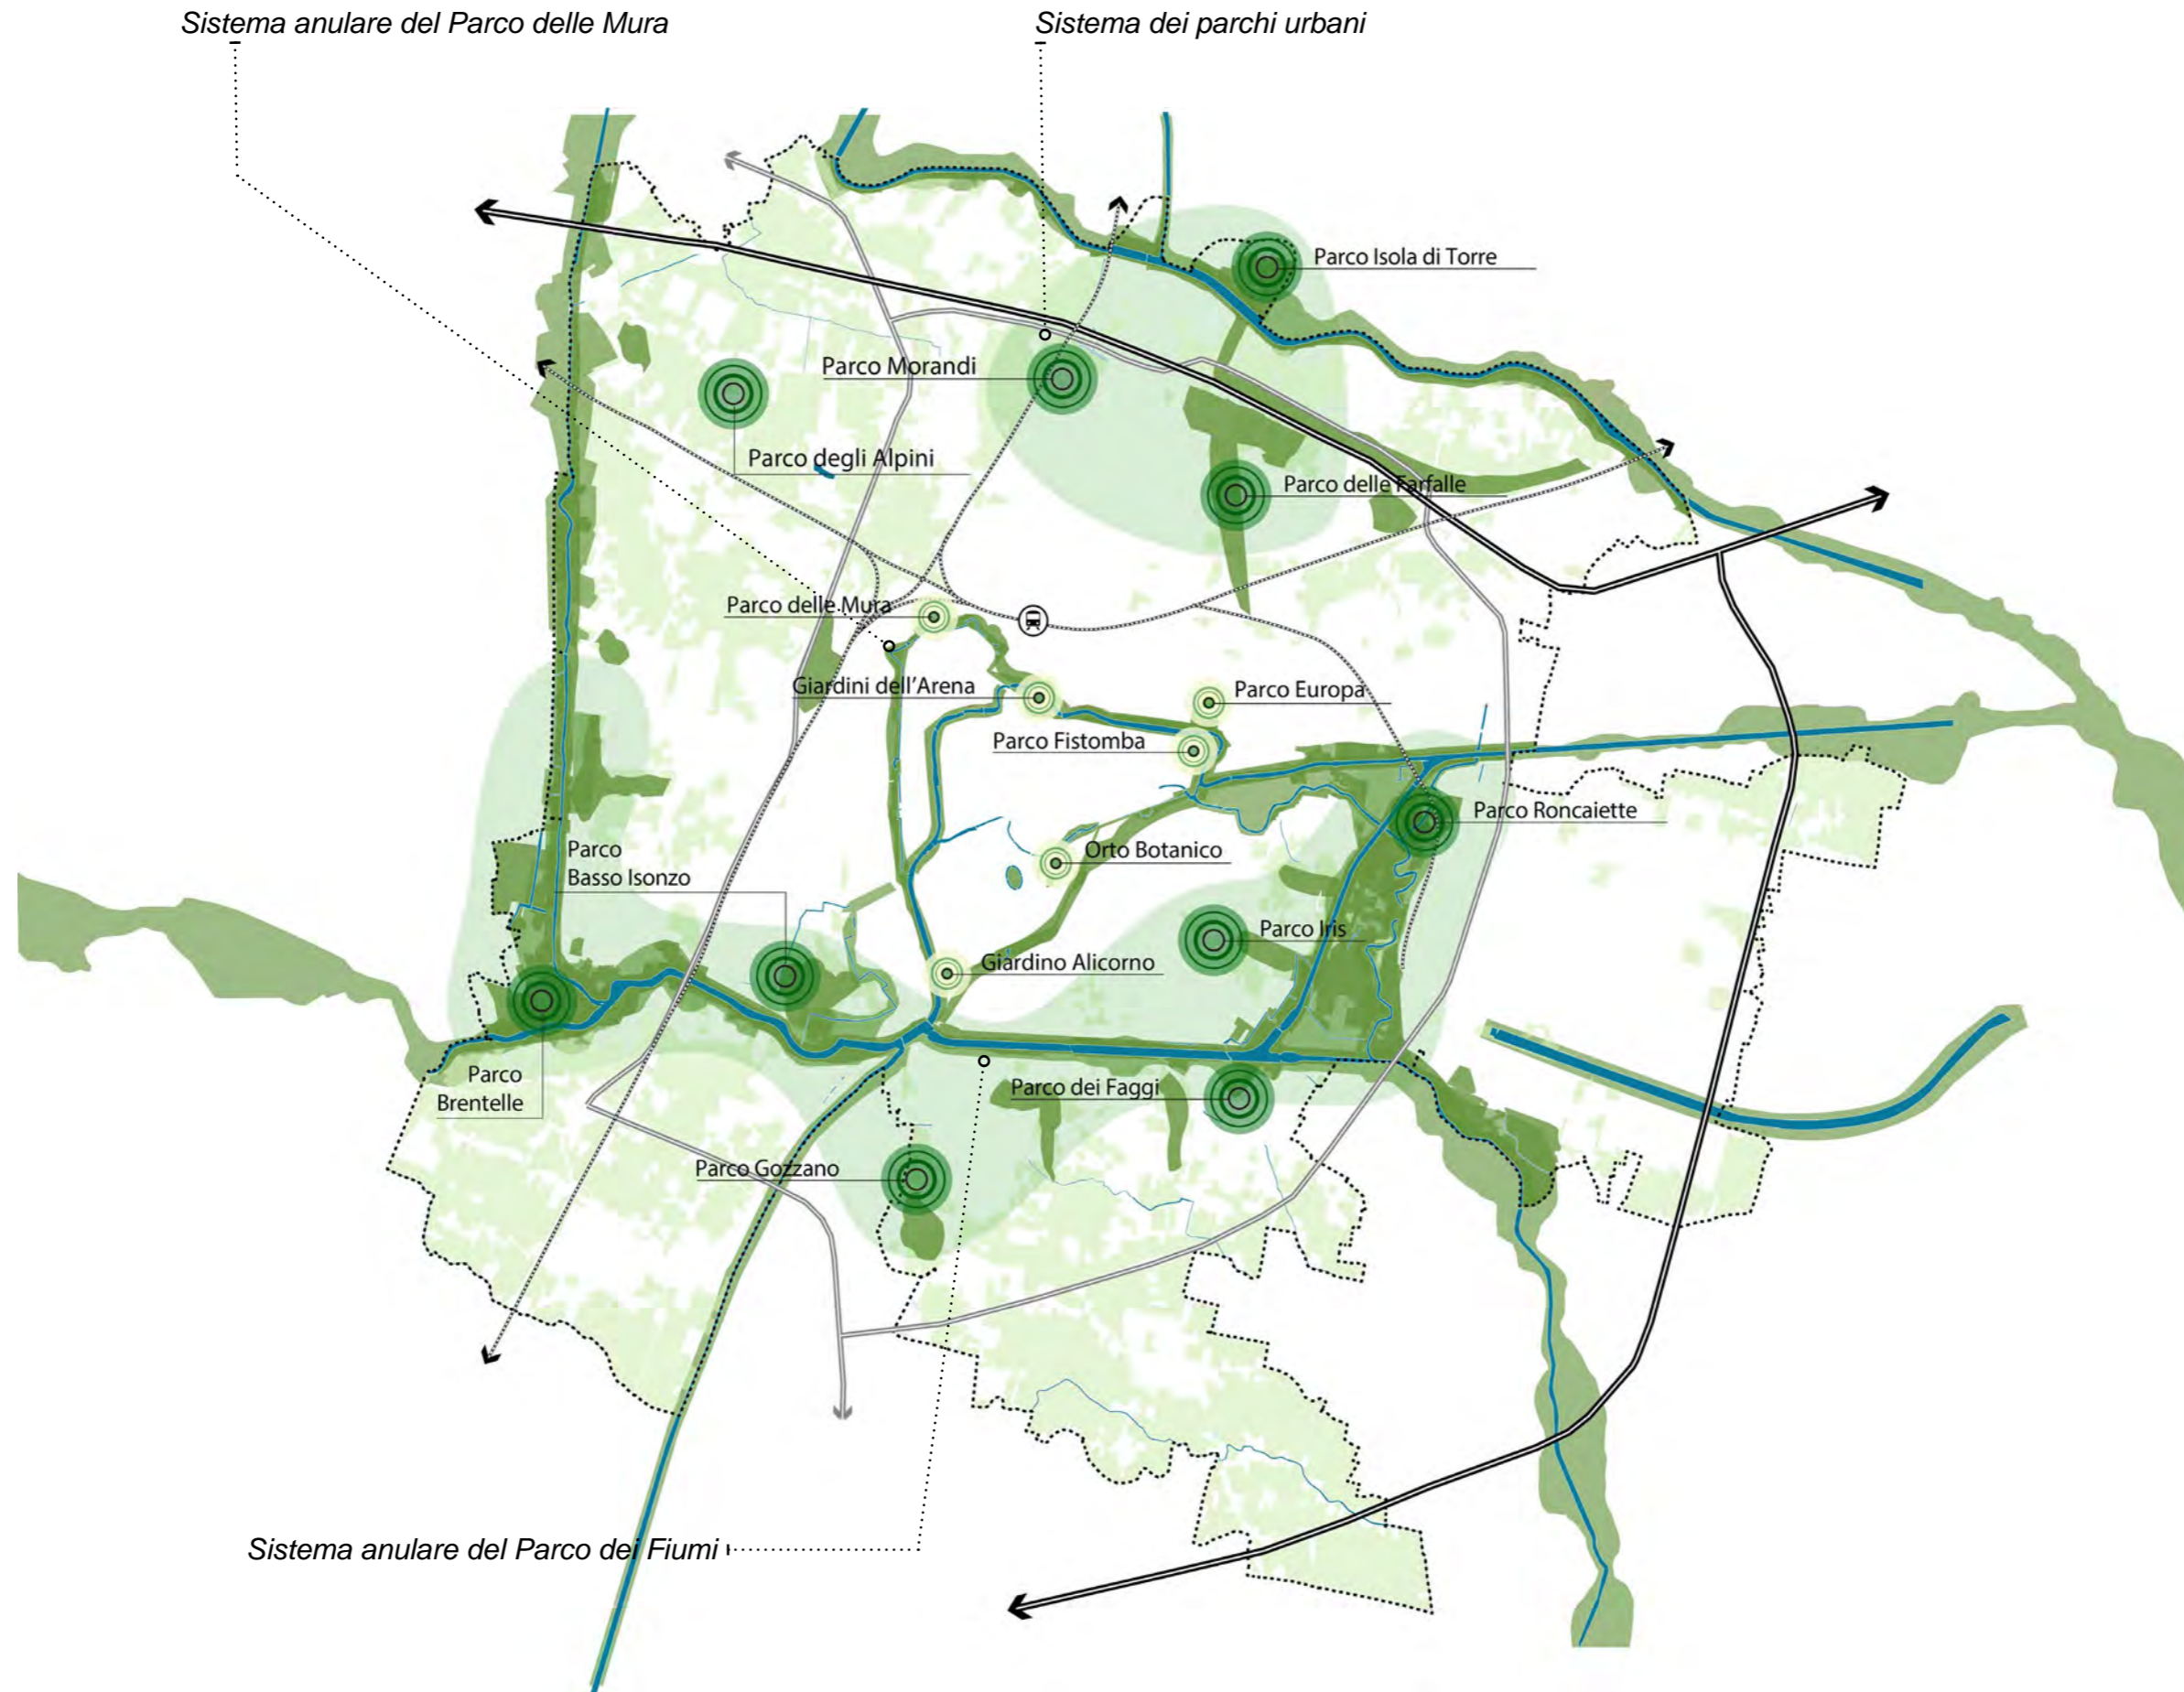 Sistema anulare del Parco delle Mura
Sistema dei parchi urbani
Parco Isola di Torre
Parco Morandi
Parco degli Alpini
Parco delle Farfalle
Parco delle Mura
Giardini dell'Arena
Parco Europa
Parco Fistomba
Parco Roncaiette
Parco
Basso Isonzo
Orto Botanico
Parco Iris
Giardino Alicorno
Parco
Brentelle
Parco dei Faggi
Parco Gozzano
Sistema anulare del Parco dei Fiumi